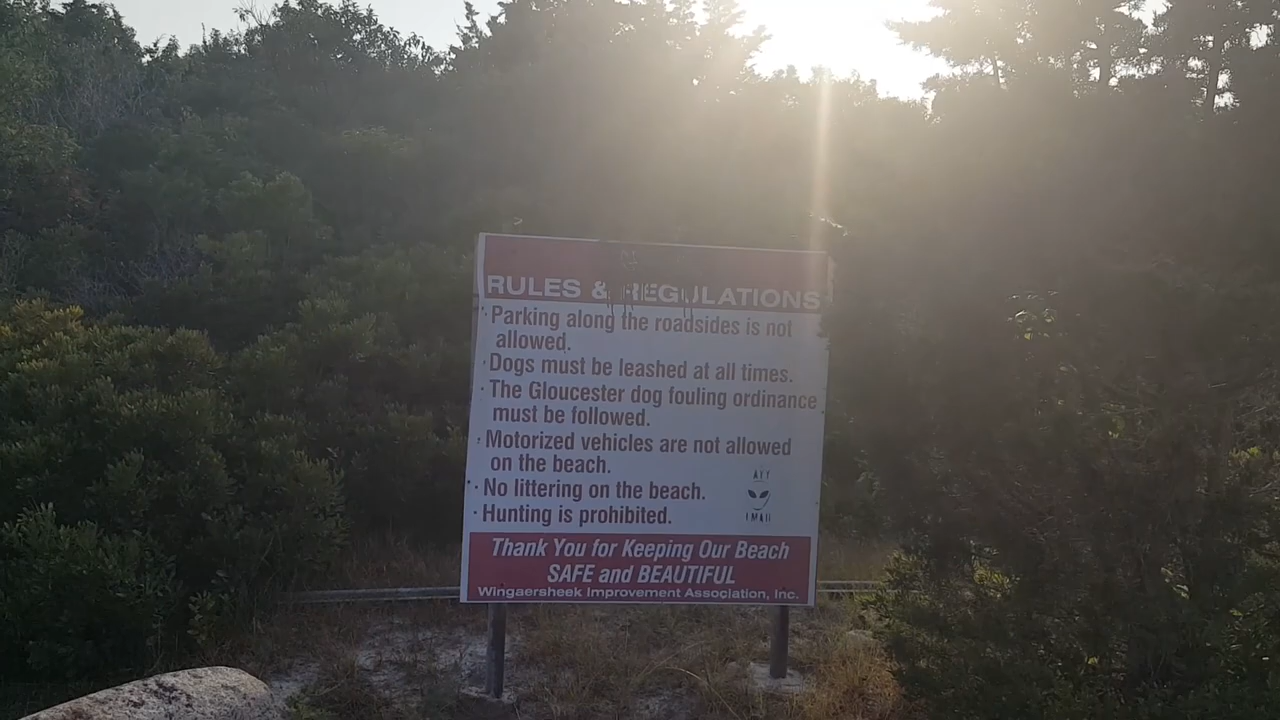 RULES & REGULATIONS
· Parking along the roadsides is not
allowed.
· Dogs must be leashed at all times.
· The Gloucester dog fouling ordinance
must be followed.
· Motorized vehicles are not allowed
on the beach.
· No littering on the beach.
· Hunting is prohibited.
Thank You for Keeping Our Beach
SAFE and BEAUTIFUL
Wingaersheek Improvement Association, Inc.